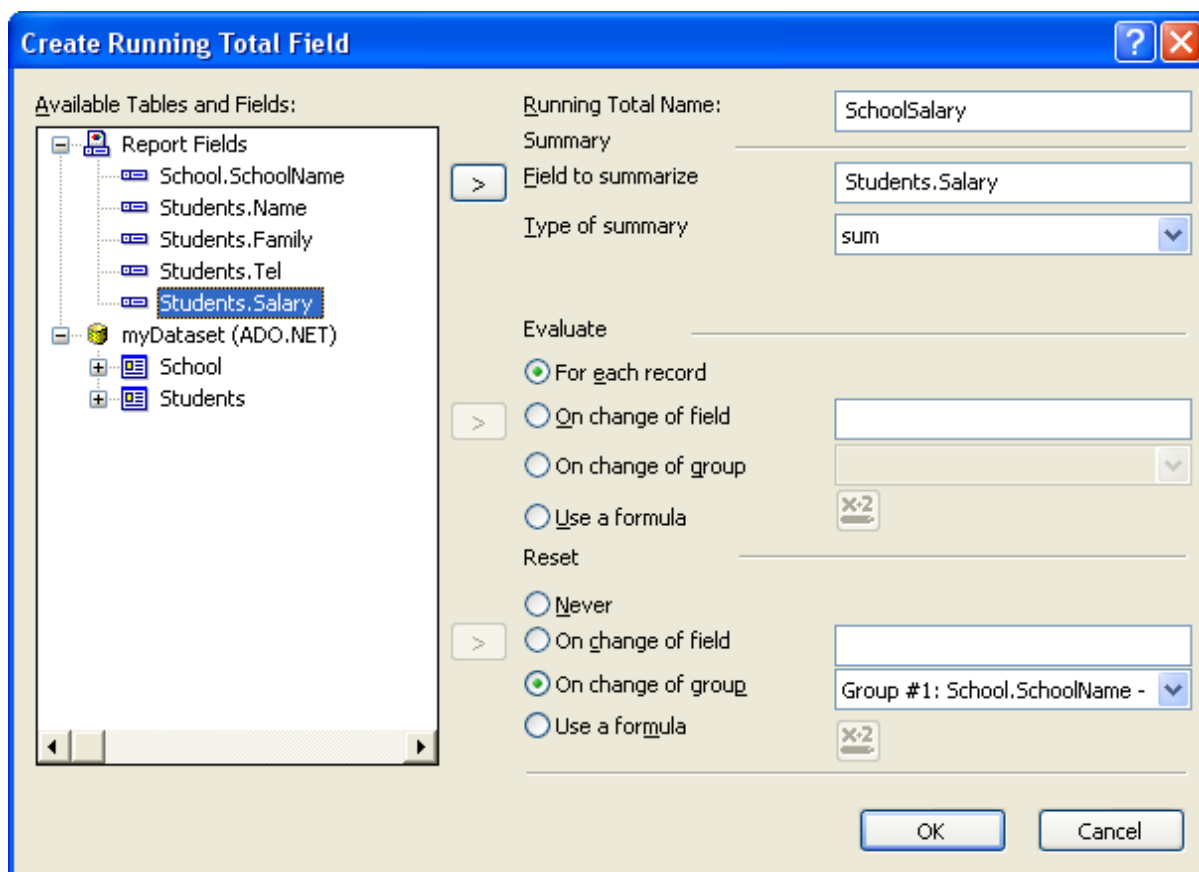 Create Running Total Field
?
Available Tables and Fields:
Report Fields
School.SchoolName
Students.Name
Students.Family
Students.Tel
Students.Salary
myDataset (ADO.NET)
School
Students
>
>
>
Running Total Name:
SchoolSalary
Summary
Field to summarize
Students.Salary
Type of summary
sum
Evaluate
For each record
On change of field
On change of group
Use a formula
X+2
Reset
Never
On change of field
On change of group
Group #1: School.SchoolName -
Use a formula
X+2
OK
Cancel